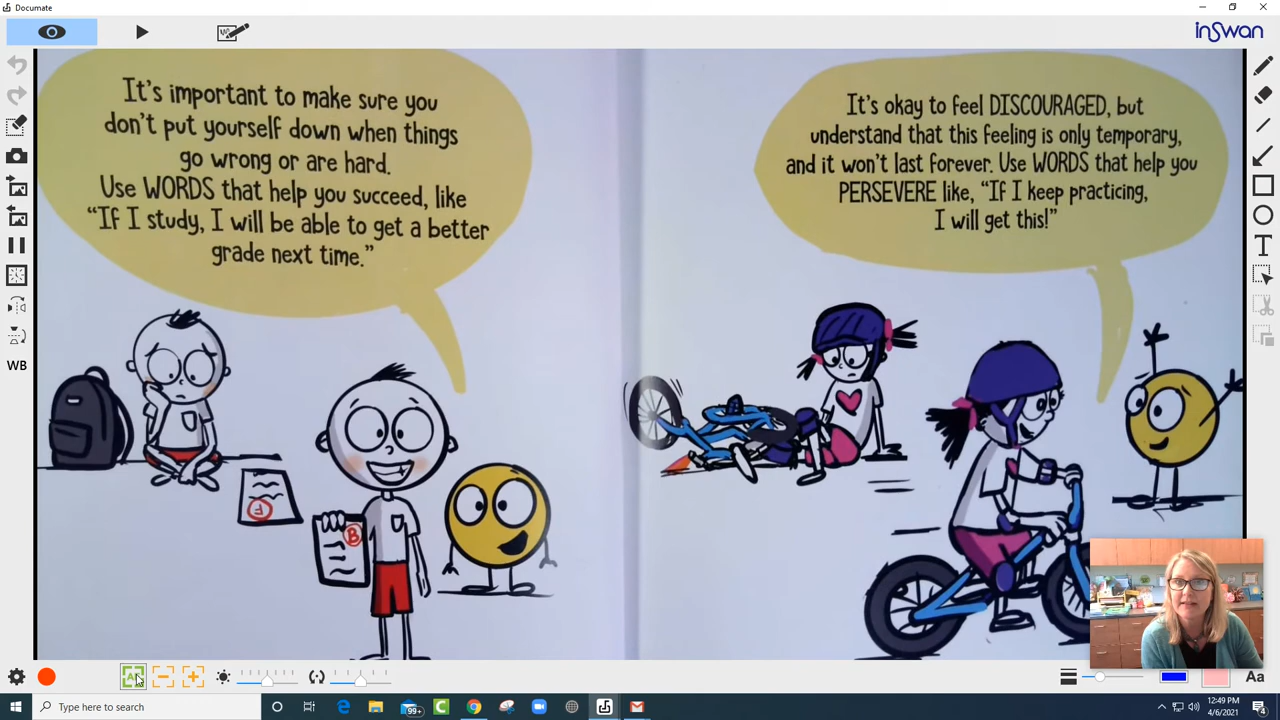 Documate
inSwan
It's important to make sure you
don't put yourself down when things
go wrong or are hard.
Use WORDS that help you succeed, like
"If I study, I will be able to get a better
grade next time."
It's okay to feel DISCOURAGED, but
understand that this feeling is only temporary,
and it won't last forever. Use WORDS that help you
PERSEVERE like, "If I keep practicing,
I will get this!"
F
B
WB
T
Aa
Type here to search
99+
12:49 PM
4/6/2021
4